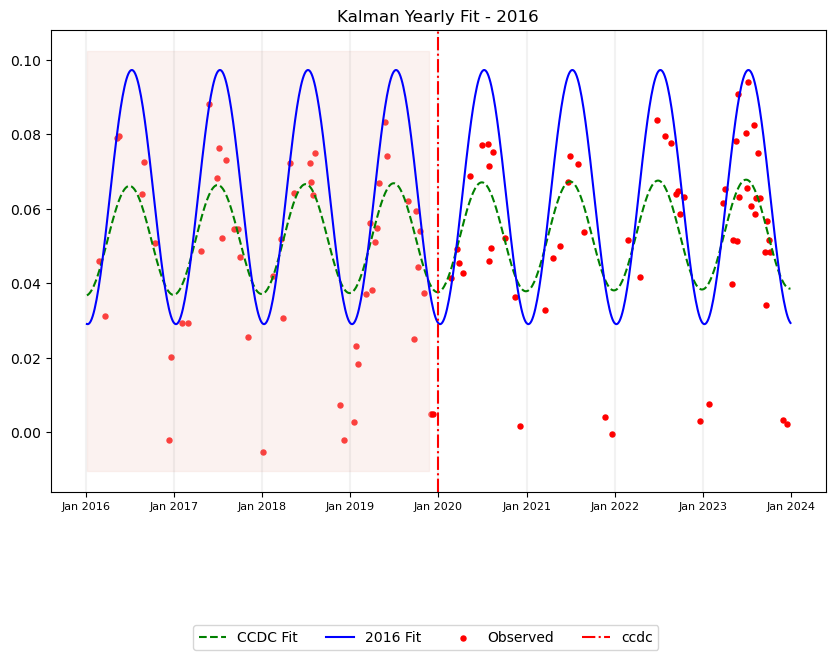 Kalman Yearly Fit - 2016
0.10
0.08
0.06
0.04
0.02
0.00
Jan 2016 Jan 2017 Jan 2018 Jan 2019 Jan 2020 Jan 2021 Jan 2022 Jan 2023 Jan 2024
CCDC Fit 2016 Fit Observed ccdc